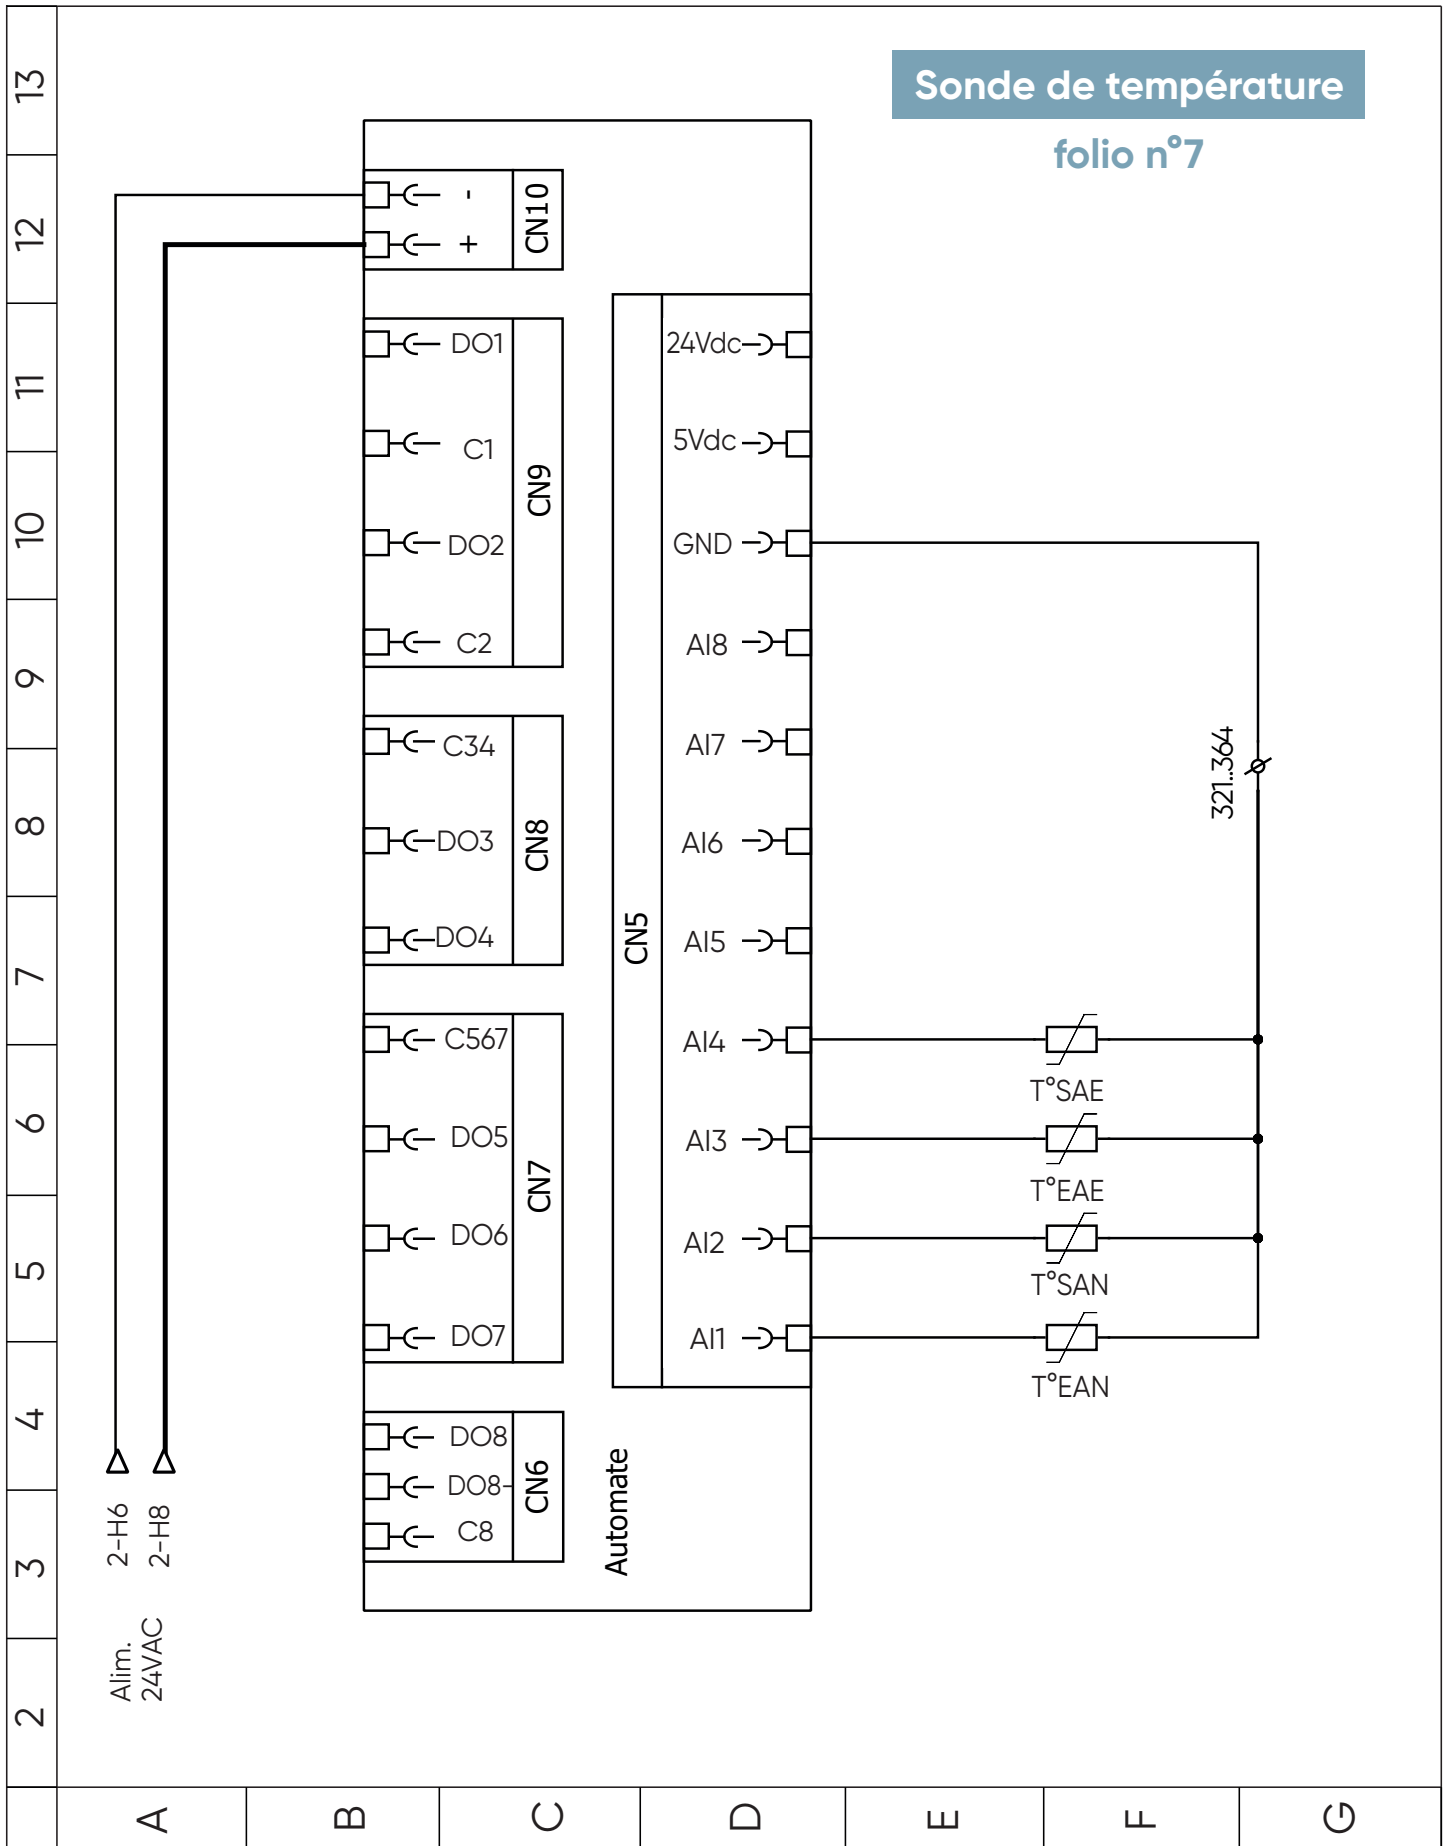 Sonde de température
folio n°7
13
12
11
10
9
8
7
6
5
4
3
2
A
B
C
D
E
F
G
Alim.
24VAC
2-H6
2-H8
-
+
CN10
DO1
C1
DO2
C2
CN9
C34
DO3
DO4
CN8
C567
DO5
DO6
DO7
CN7
DO8
DO8-
C8
CN6
Automate
CN5
24Vdc
5Vdc
GND
AI8
AI7
AI6
AI5
AI4
AI3
AI2
AI1
321..364
T°SAE
T°EAE
T°SAN
T°EAN